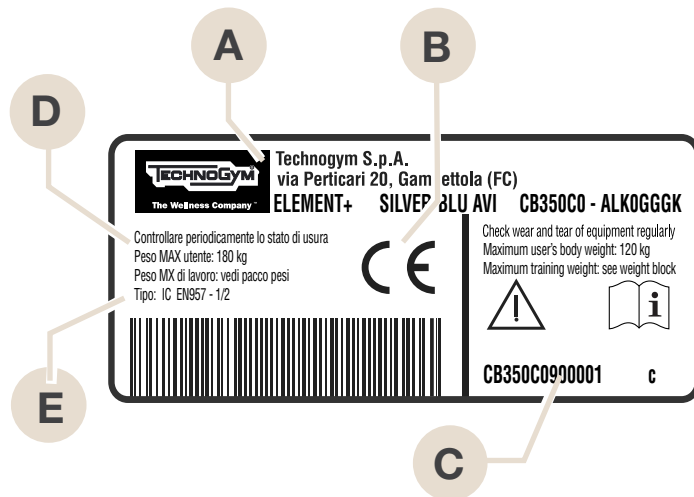 A
B
D
TECHNOGYM
The Wellness Company
Technogym S.p.A.
via Perticari 20, Gambettola (FC)
ELEMENT+ SILVER BLU AVI CB350C0 - ALK0GGGK
Controllare periodicamente lo stato di usura
Peso MAX utente: 180 kg
Peso MX di lavoro: vedi pacco pesi
Tipo: IC EN957 - 1/2
CE
Check wear and tear of equipment regularly
Maximum user's body weight: 120 kg
Maximum training weight: see weight block
i
CB350C0900001 C
E
C